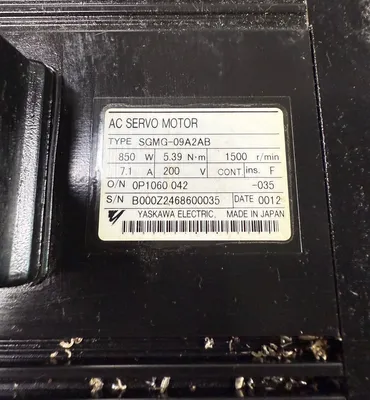 AC SERVO MOTOR
TYPE SGMG-09A2AB
850 W 5.39 N·m 1500 r/min
7.1 A 200 V CONT ins. F
O/N 0P1060 042 -035
S/N B000Z2468600035 DATE 0012
YASKAWA ELECTRIC, MADE IN JAPAN